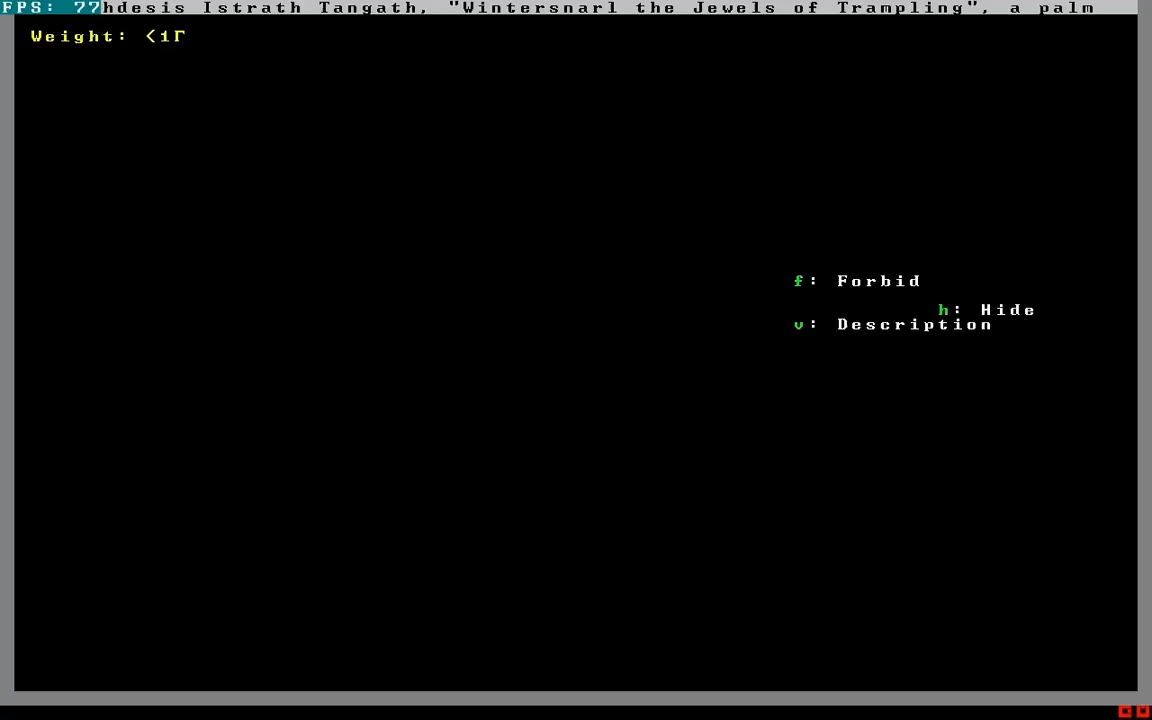 FPS: 77hdesis Istrath Tangath, "Wintersnarl the Jewels of Trampling", a palm
Weight: <1Γ
f: Forbid
h: Hide
v: Description